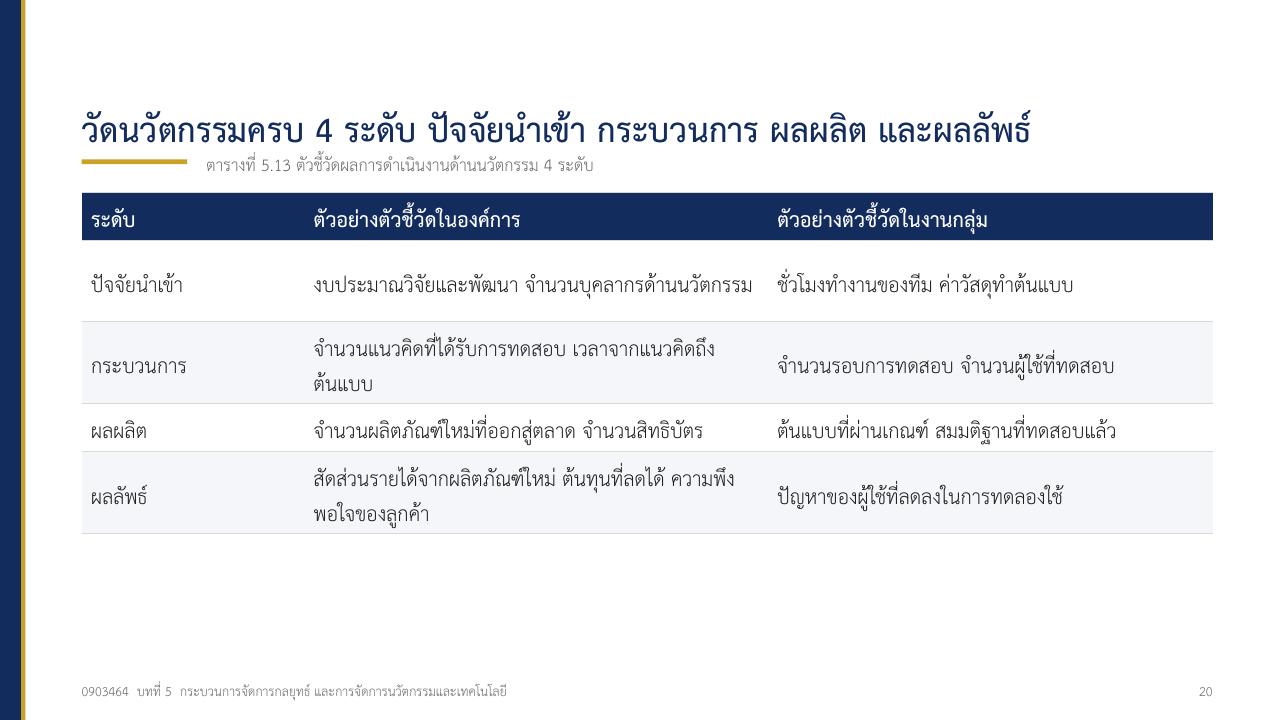 วัดนวัตกรรมครบ 4 ระดับ ปัจจัยนำเข้า กระบวนการ ผลผลิต และผลลัพธ์
ตารางที่ 5.13 ตัวชี้วัดผลการดำเนินงานด้านนวัตกรรม 4 ระดับ
ระดับ ตัวอย่างตัวชี้วัดในองค์การ ตัวอย่างตัวชี้วัดในงานกลุ่ม
ปัจจัยนำเข้า งบประมาณวิจัยและพัฒนา จำนวนบุคลากรด้านนวัตกรรม ชั่วโมงทำงานของทีม ค่าวัสดุทำต้นแบบ
กระบวนการ จำนวนแนวคิดที่ได้รับการทดสอบ เวลาจากแนวคิดถึง
ต้นแบบ จำนวนรอบการทดสอบ จำนวนผู้ใช้ที่ทดสอบ
ผลผลิต จำนวนผลิตภัณฑ์ใหม่ที่ออกสู่ตลาด จำนวนสิทธิบัตร ต้นแบบที่ผ่านเกณฑ์ สมมติฐานที่ทดสอบแล้ว
ผลลัพธ์ สัดส่วนรายได้จากผลิตภัณฑ์ใหม่ ต้นทุนที่ลดได้ ความพึง
พอใจของลูกค้า ปัญหาของผู้ใช้ที่ลดลงในการทดลองใช้
0903464 บทที่ 5 กระบวนการจัดการกลยุทธ์ และการจัดการนวัตกรรมและเทคโนโลยี 20